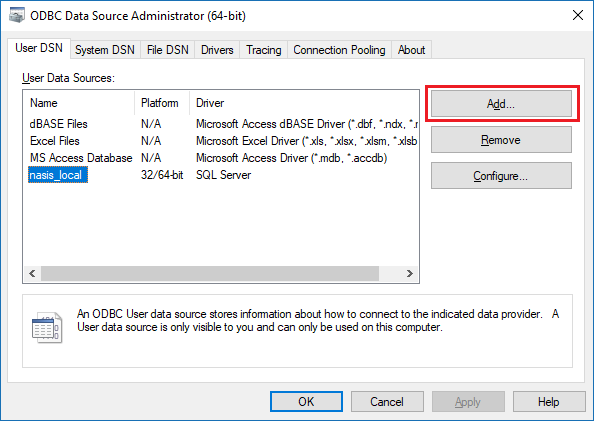 ODBC Data Source Administrator (64-bit)
User DSN System DSN File DSN Drivers Tracing Connection Pooling About
User Data Sources:
Name Platform Driver
dBASE Files N/A Microsoft Access dBASE Driver (*.dbf, *.ndx, *.r
Excel Files N/A Microsoft Excel Driver (*.xls, *.xlsx, *.xlsm, *.xlsb
MS Access Database N/A Microsoft Access Driver (*.mdb, *.accdb)
nasis_local 32/64-bit SQL Server
Add...
Remove
Configure...
An ODBC User data source stores information about how to connect to the indicated data provider. A
User data source is only visible to you and can only be used on this computer.
OK Cancel Apply Help